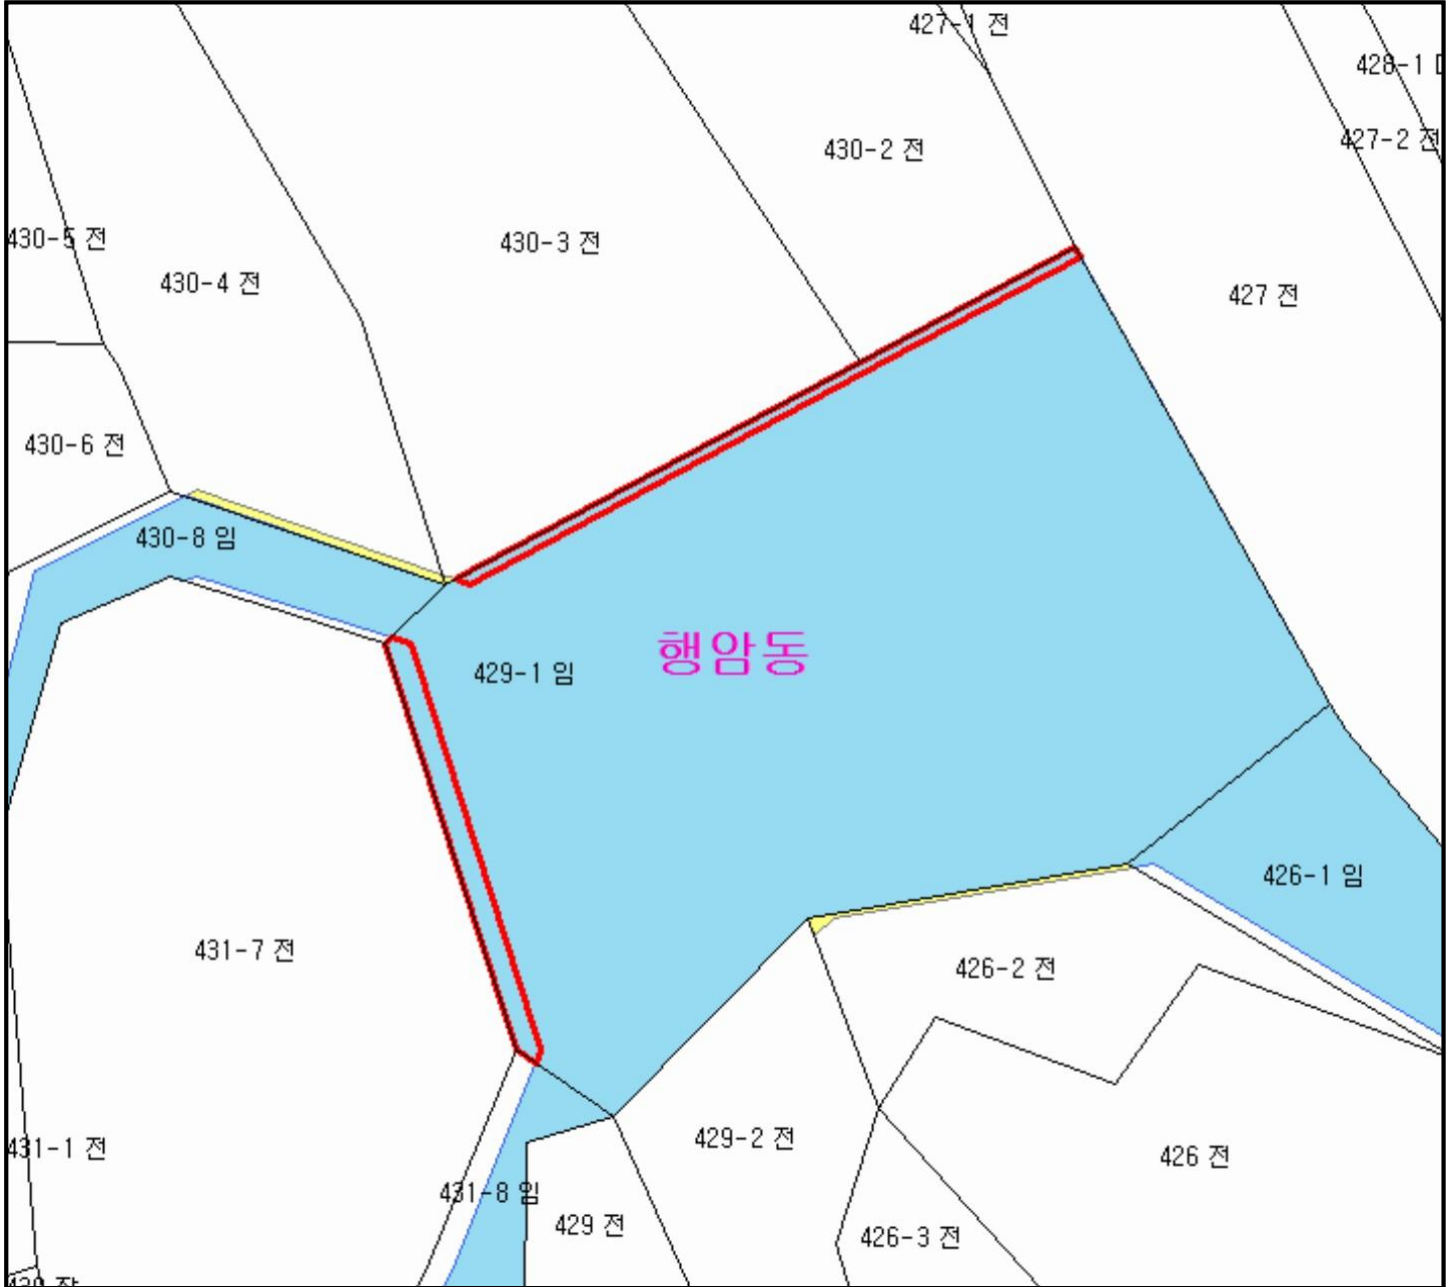 427-1 전
428-1
427-2 전
430-2 전
430-5 전
430-3 전
430-4 전
427 전
430-6 전
430-8 임
행암동
429-1 임
426-1 임
431-7 전
426-2 전
429-2 전
431-1 전
426 전
431-8 임
429 전
426-3 전